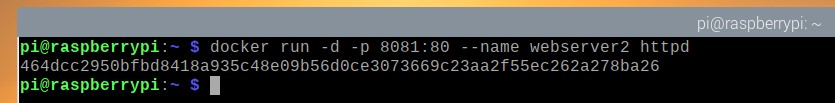 pi@raspberrypi: ~
pi@raspberrypi:~ $ docker run -d -p 8081:80 --name webserver2 httpd
464dcc2950bfbd8418a935c48e09b56d0ce3073669c23aa2f55ec262a278ba26
pi@raspberrypi:~ $